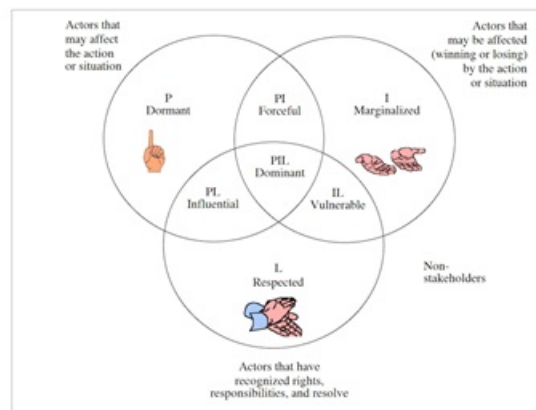 Actors that
may affect
the action
or situation
Actors that
may be affected
(winning or losing)
by the action
or situation
P
Dormant
PI
Forceful
I
Marginalized
PIL
Dominant
PL
Influential
IL
Vulnerable
L
Respected
Non-
stakeholders
Actors that have
recognized rights,
responsibilities, and resolve